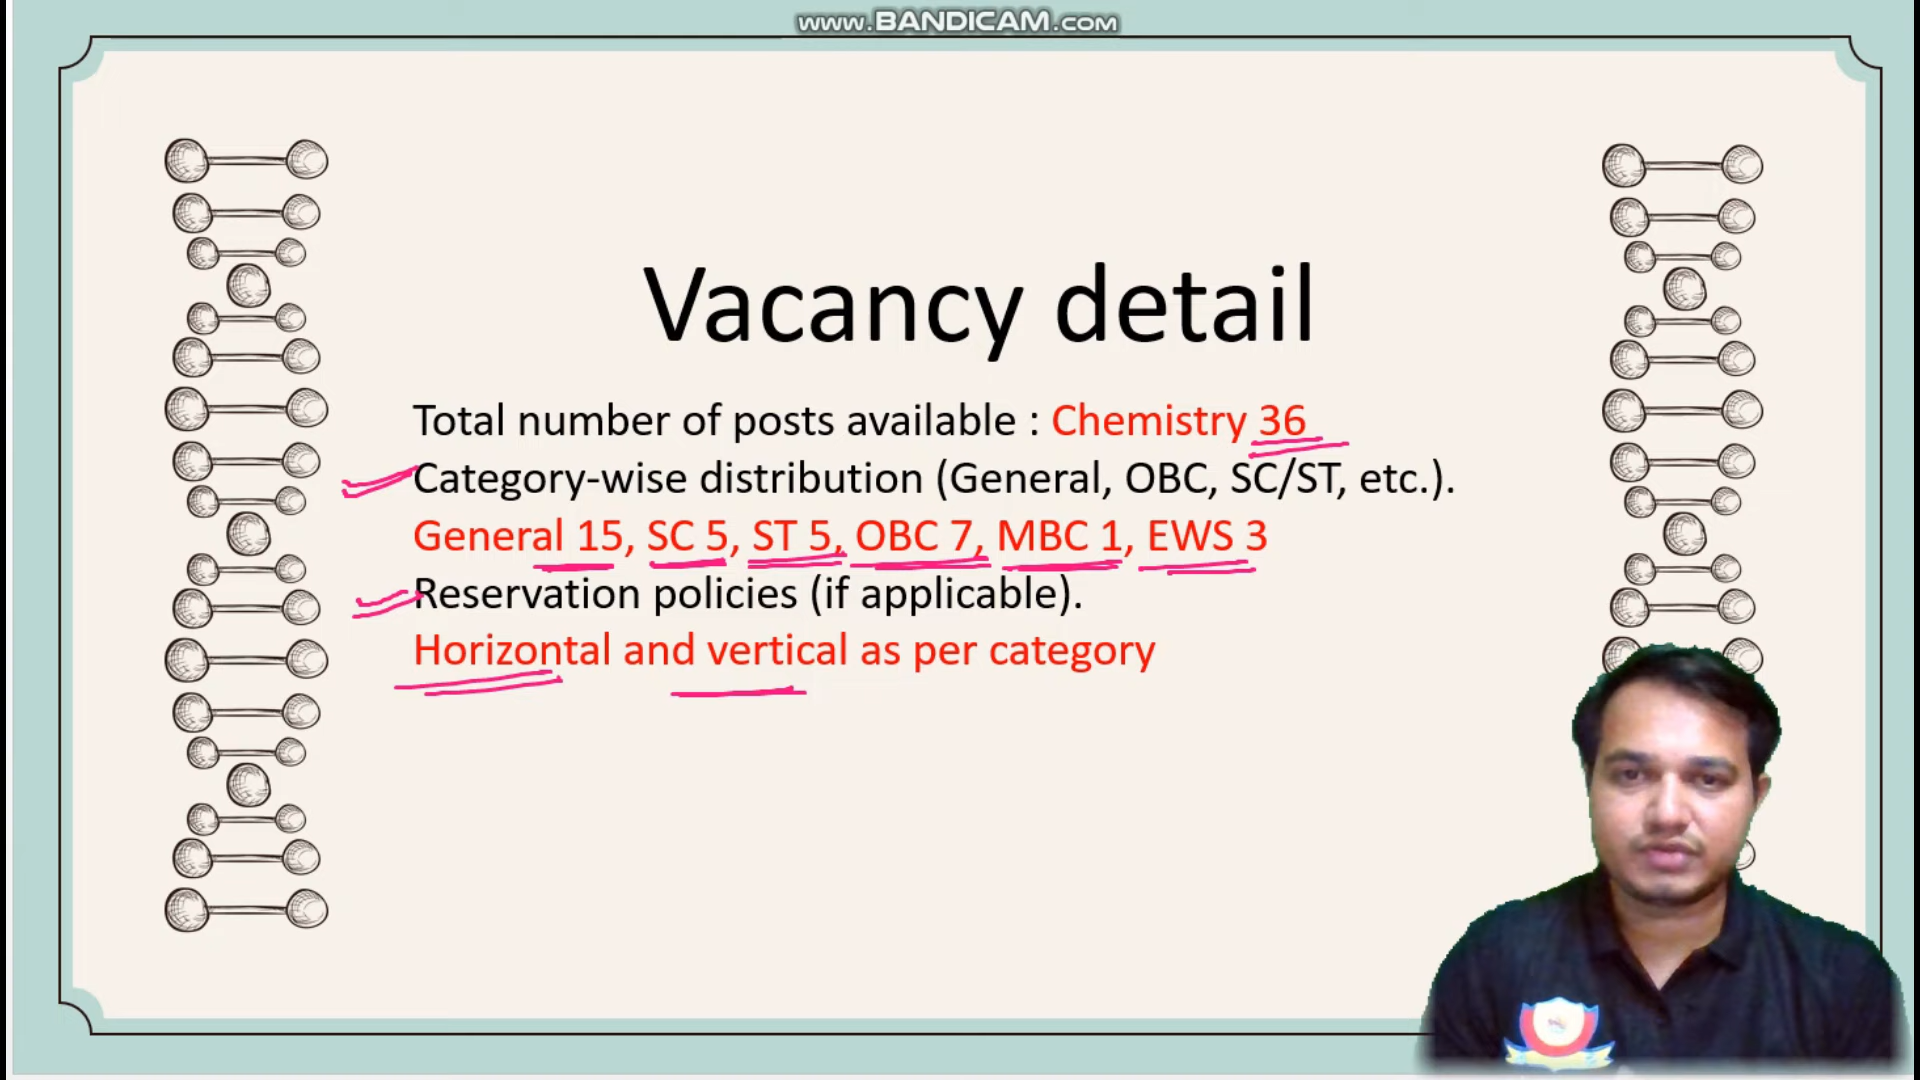 www.BANDICAM.com
Vacancy detail
Total number of posts available : Chemistry 36
Category-wise distribution (General, OBC, SC/ST, etc.).
General 15, SC 5, ST 5, OBC 7, MBC 1, EWS 3
Reservation policies (if applicable).
Horizontal and vertical as per category